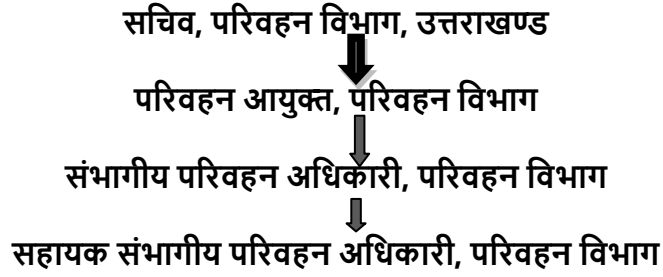 सचिव, परिवहन विभाग, उत्तराखण्ड
परिवहन आयुक्त, परिवहन विभाग
संभागीय परिवहन अधिकारी, परिवहन विभाग
सहायक संभागीय परिवहन अधिकारी, परिवहन विभाग